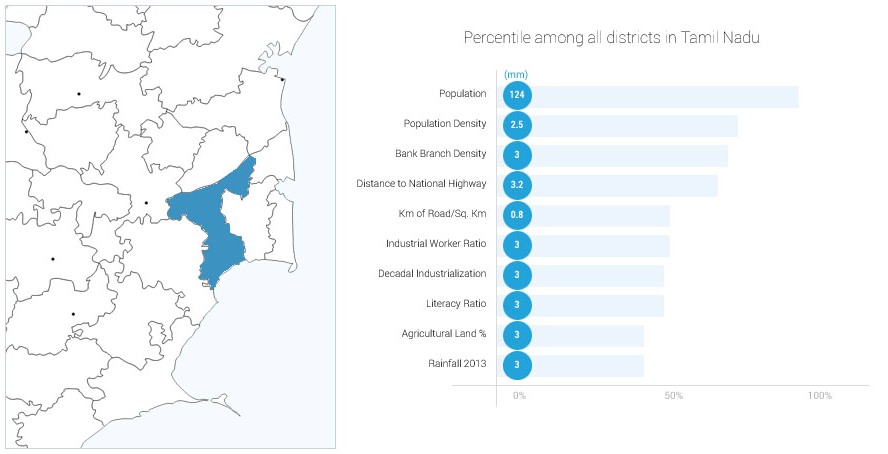 Percentile among all districts in Tamil Nadu
(mm)
Population 124
Population Density 2.5
Bank Branch Density 3
Distance to National Highway 3.2
Km of Road/Sq. Km 0.8
Industrial Worker Ratio 3
Decadal Industrialization 3
Literacy Ratio 3
Agricultural Land % 3
Rainfall 2013 3
0% 50% 100%